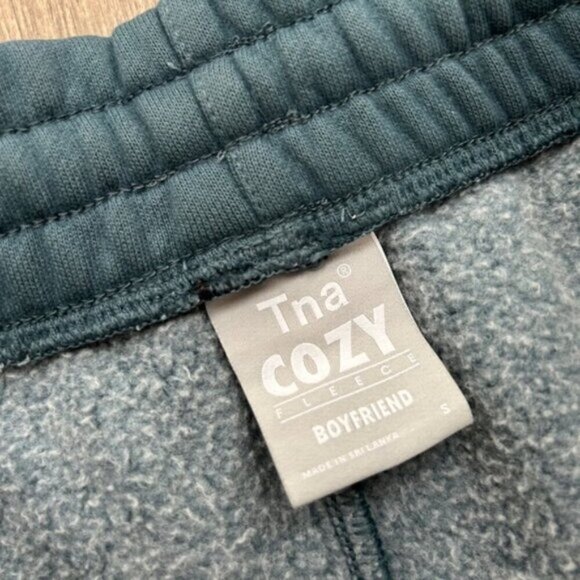 Tna®
COZY
FLEECE
BOYFRIEND S
MADE IN SRI LANKA